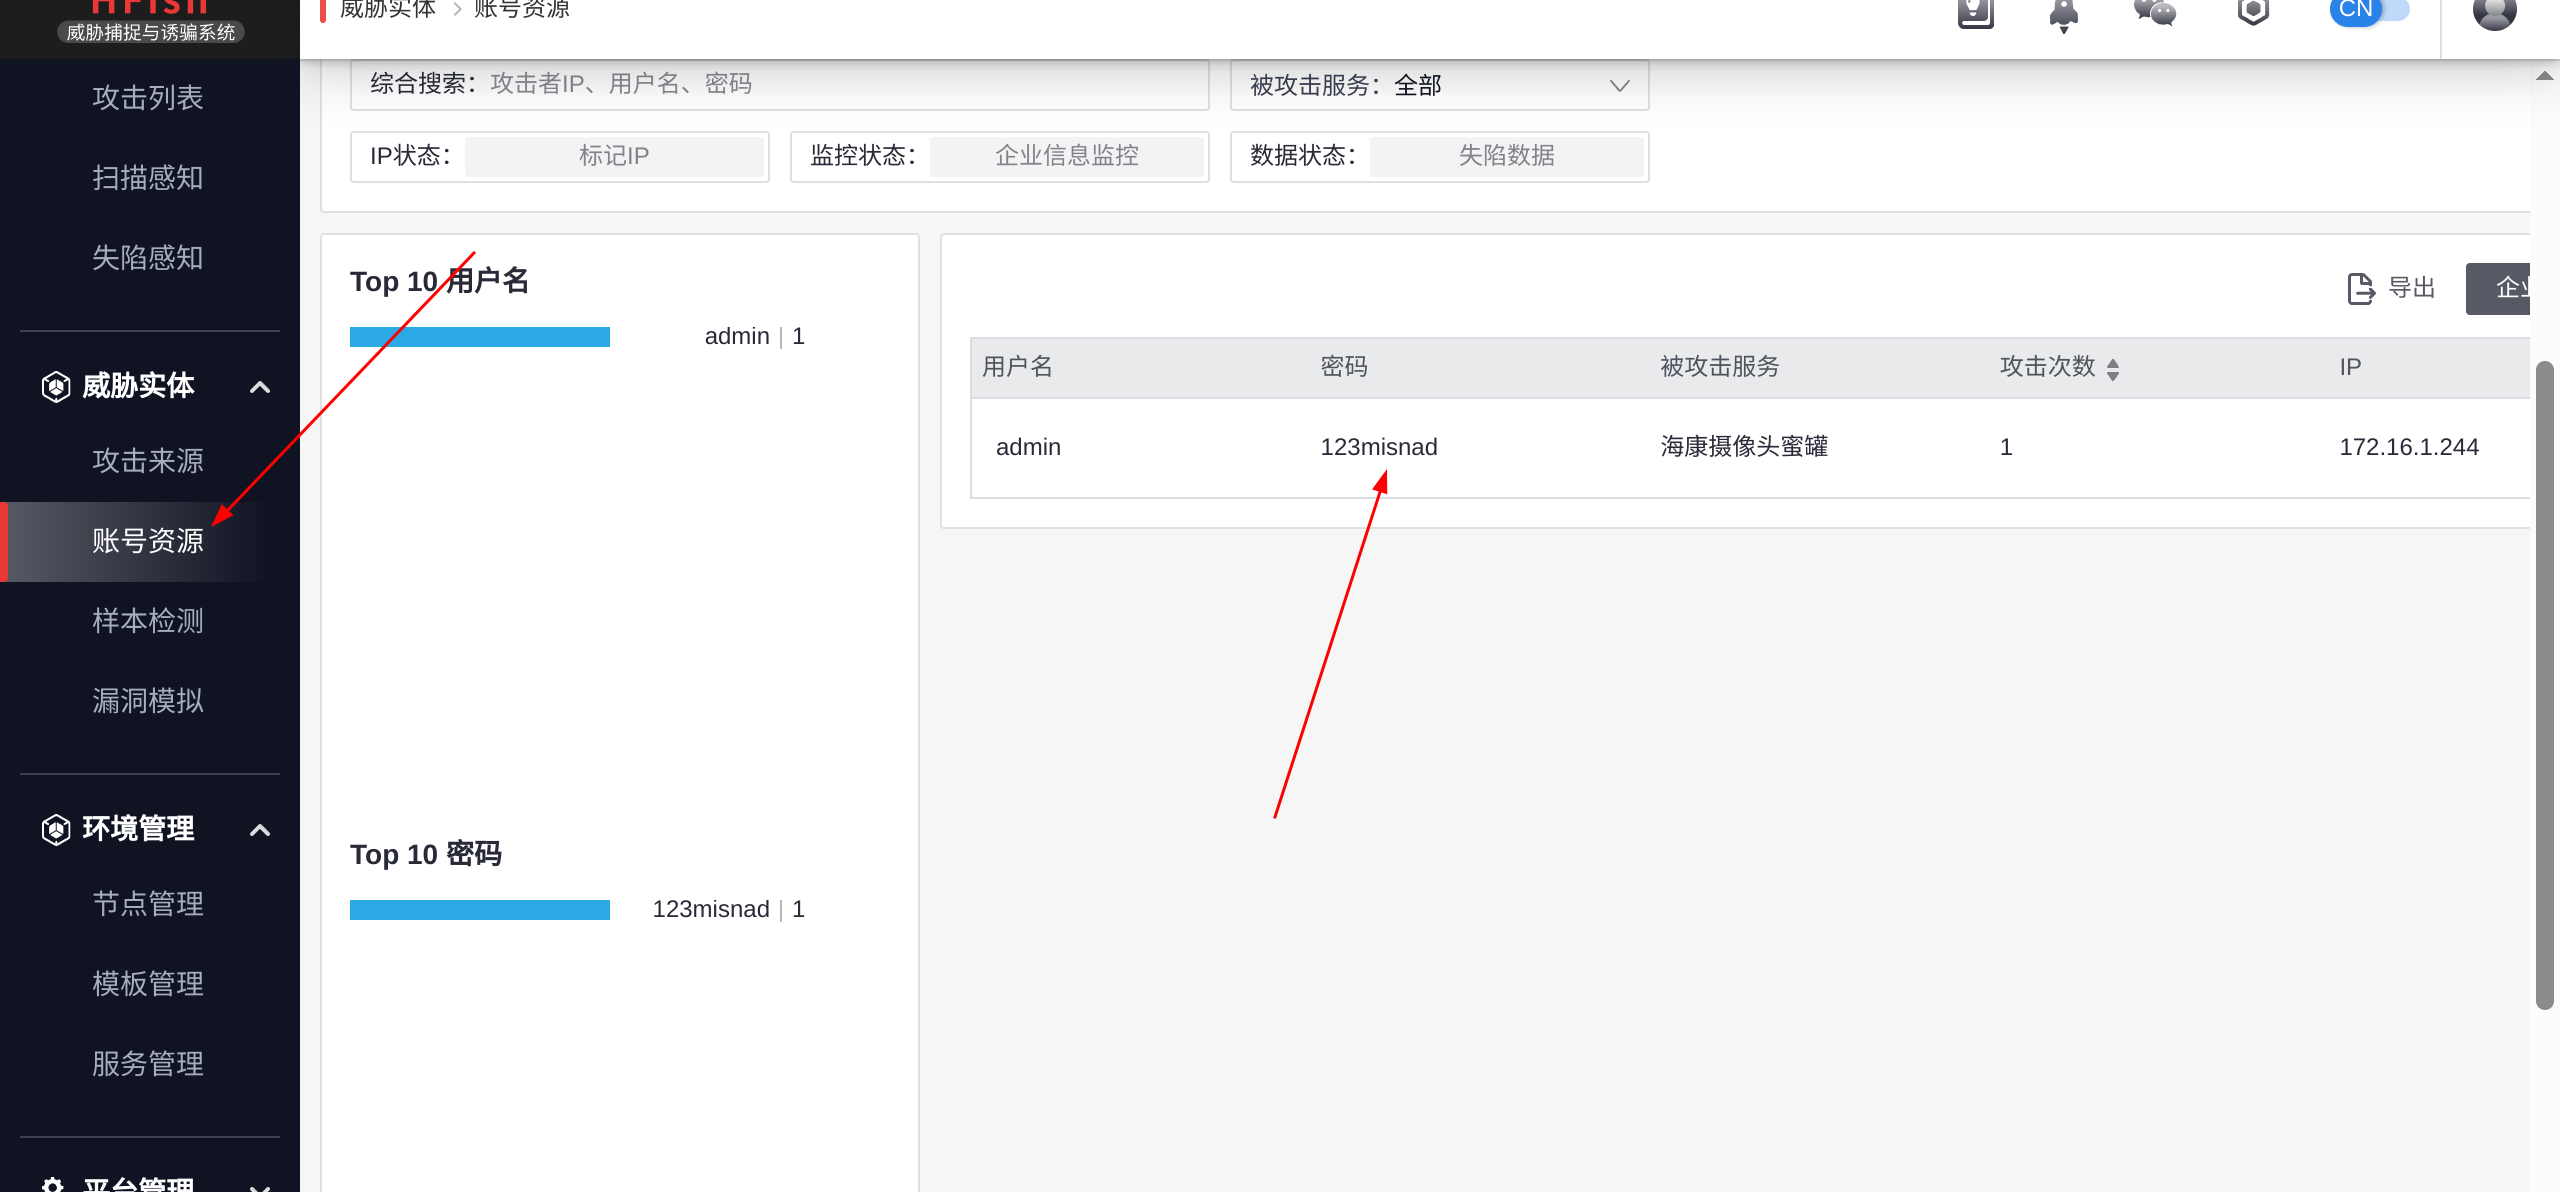 HFish
威胁捕捉与诱骗系统
攻击列表
扫描感知
失陷感知
威胁实体
攻击来源
账号资源
样本检测
漏洞模拟
环境管理
节点管理
模板管理
服务管理
平台管理
威胁实体 > 账号资源
CN
综合搜索： 攻击者IP、用户名、密码
被攻击服务： 全部
IP状态： 标记IP
监控状态： 企业信息监控
数据状态： 失陷数据
Top 10 用户名
admin | 1
Top 10 密码
123misnad | 1
导出
企业
用户名 密码 被攻击服务 攻击次数 IP
admin 123misnad 海康摄像头蜜罐 1 172.16.1.244